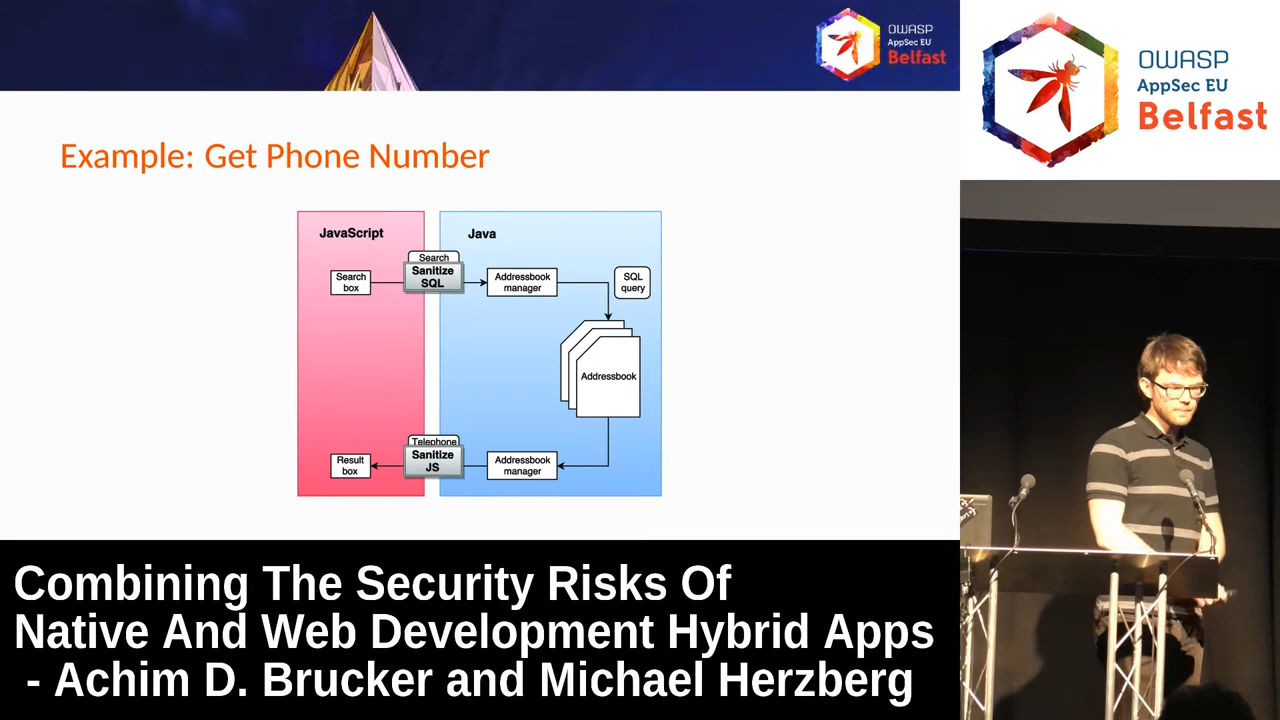 OWASP
AppSec EU
Belfast
OWASP
AppSec EU
Belfast
Example: Get Phone Number
JavaScript
Java
Search
Sanitize
SQL
Search
box
Addressbook
manager
SQL
query
Addressbook
Telephone
Sanitize
JS
Result
box
Addressbook
manager
Combining The Security Risks Of
Native And Web Development Hybrid Apps
- Achim D. Brucker and Michael Herzberg